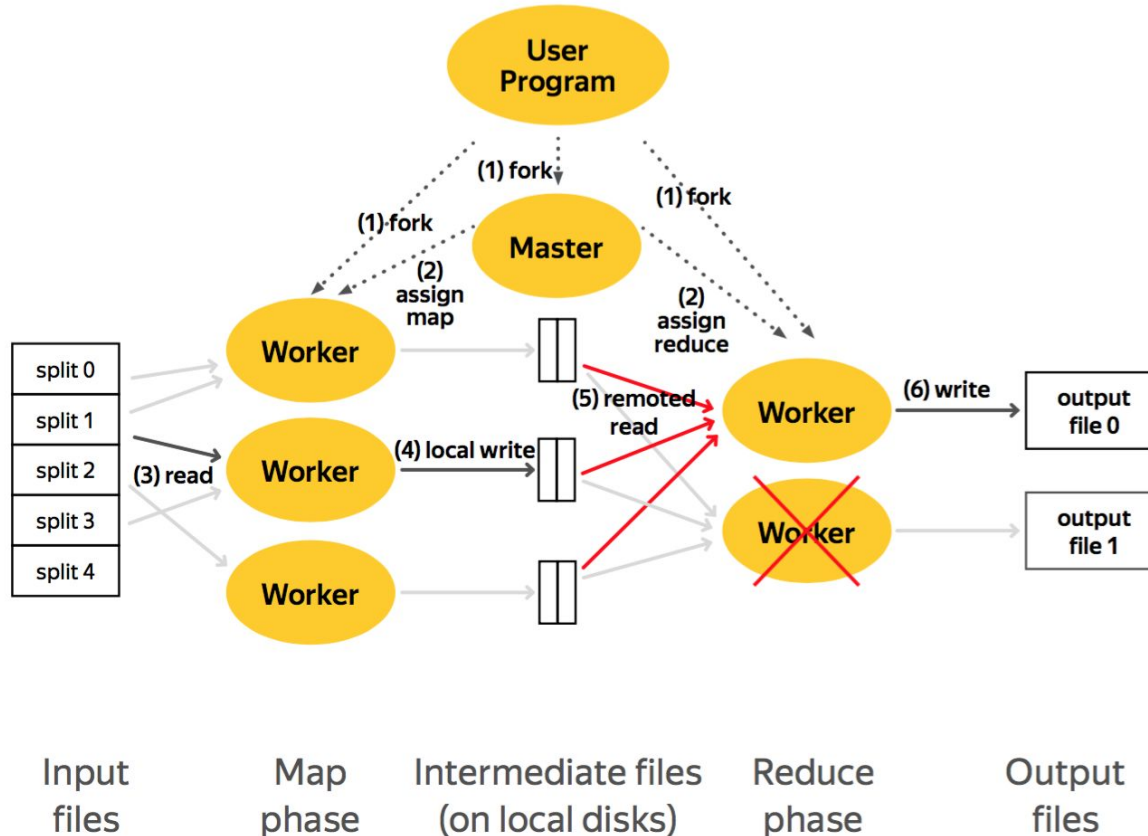 User
Program
(1) fork
(1) fork
(1) fork
Master
(2)
assign
map
(2)
assign
reduce
split 0
split 1
split 2
split 3
split 4
(3) read
Worker
Worker
Worker
(4) local write
(5) remoted
read
Worker
Worker
(6) write
output
file 0
output
file 1
Input
files
Map
phase
Intermediate files
(on local disks)
Reduce
phase
Output
files